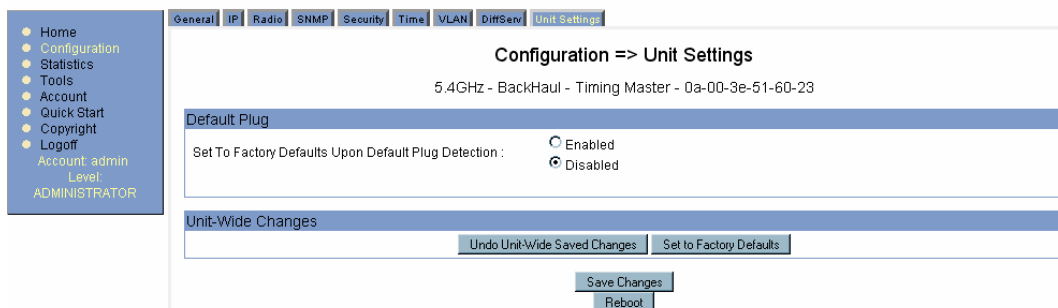 General IP Radio SNMP Security Time VLAN DiffServ Unit Settings
Home
Configuration
Statistics
Tools
Account
Quick Start
Copyright
Logoff
Account: admin
Level:
ADMINISTRATOR
Configuration => Unit Settings
5.4GHz - BackHaul - Timing Master - 0a-00-3e-51-60-23
Default Plug
Set To Factory Defaults Upon Default Plug Detection :
Enabled
Disabled
Unit-Wide Changes
Undo Unit-Wide Saved Changes Set to Factory Defaults
Save Changes
Reboot